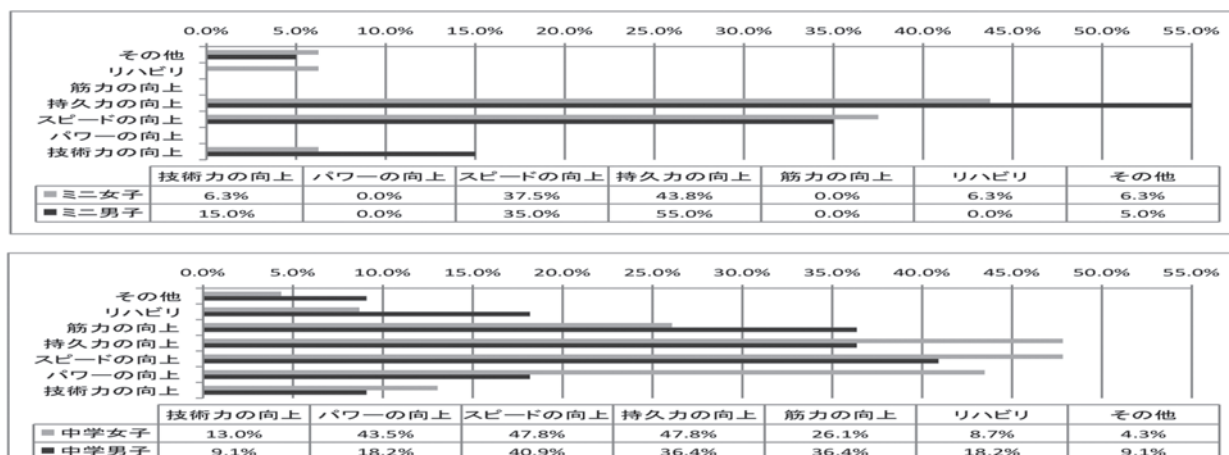 0.0% 5.0% 10.0% 15.0% 20.0% 25.0% 30.0% 35.0% 40.0% 45.0% 50.0% 55.0%
その他
リハビリ
筋力の向上
持久力の向上
スピードの向上
パワーの向上
技術力の向上
技術力の向上 パワーの向上 スピードの向上 持久力の向上 筋力の向上 リハビリ その他
ミニ女子 6.3% 0.0% 37.5% 43.8% 0.0% 6.3% 6.3%
ミニ男子 15.0% 0.0% 35.0% 55.0% 0.0% 0.0% 5.0%
0.0% 5.0% 10.0% 15.0% 20.0% 25.0% 30.0% 35.0% 40.0% 45.0% 50.0% 55.0%
その他
リハビリ
筋力の向上
持久力の向上
スピードの向上
パワーの向上
技術力の向上
技術力の向上 パワーの向上 スピードの向上 持久力の向上 筋力の向上 リハビリ その他
中学女子 13.0% 43.5% 47.8% 47.8% 26.1% 8.7% 4.3%
中学男子 9.1% 18.2% 40.9% 36.4% 36.4% 18.2% 9.1%